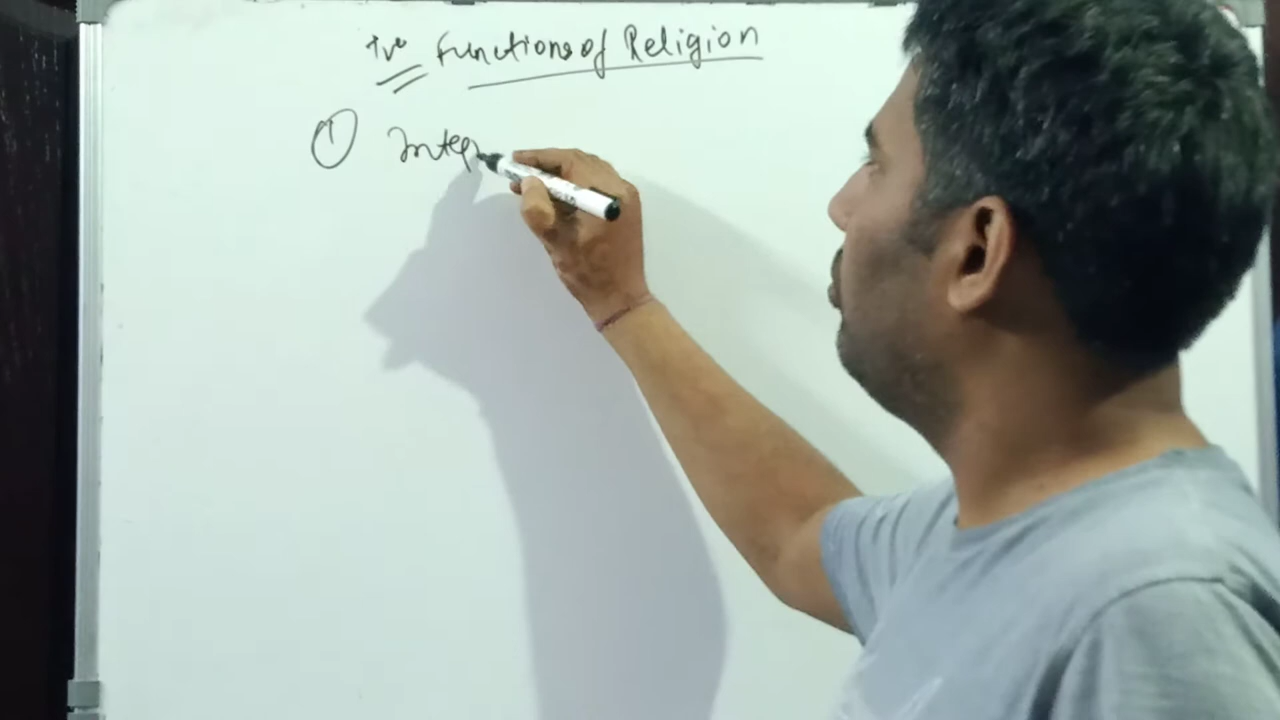 +ve Functions of Religion
① Integ